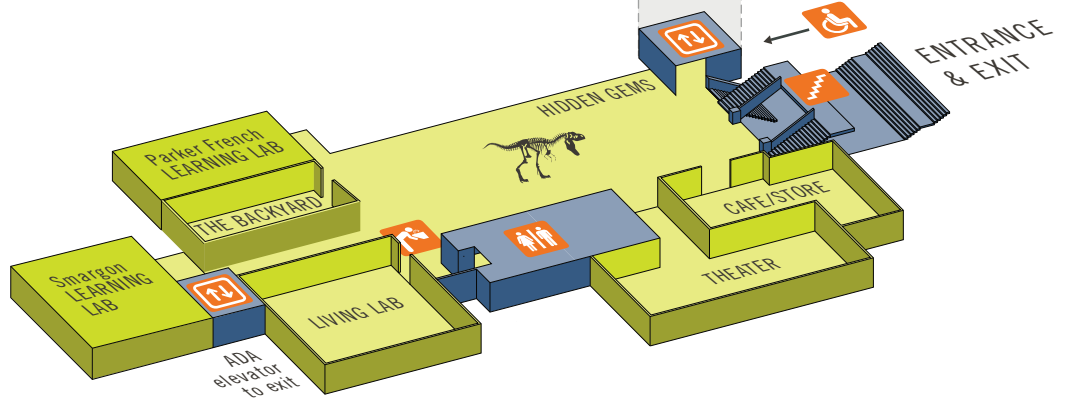 ENTRANCE
& EXIT
HIDDEN GEMS
Parker French
LEARNING LAB
THE BACKYARD
CAFE/STORE
THEATER
Smargon
LEARNING
LAB
LIVING LAB
ADA
elevator
to exit